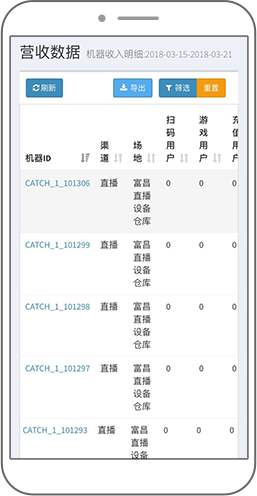 营收数据 机器收入明细:2018-03-15-2018-03-21
刷新 导出 筛选 重置
机器ID 渠道 场地 扫码用户 游戏用户 充值用户
CATCH_1_101306 直播 富昌直播设备仓库 0 0
CATCH_1_101299 直播 富昌直播设备仓库 0 0
CATCH_1_101298 直播 富昌直播设备仓库 0 0
CATCH_1_101297 直播 富昌直播设备仓库 0 0
CATCH_1_101293 直播 富昌直播设备 0 0